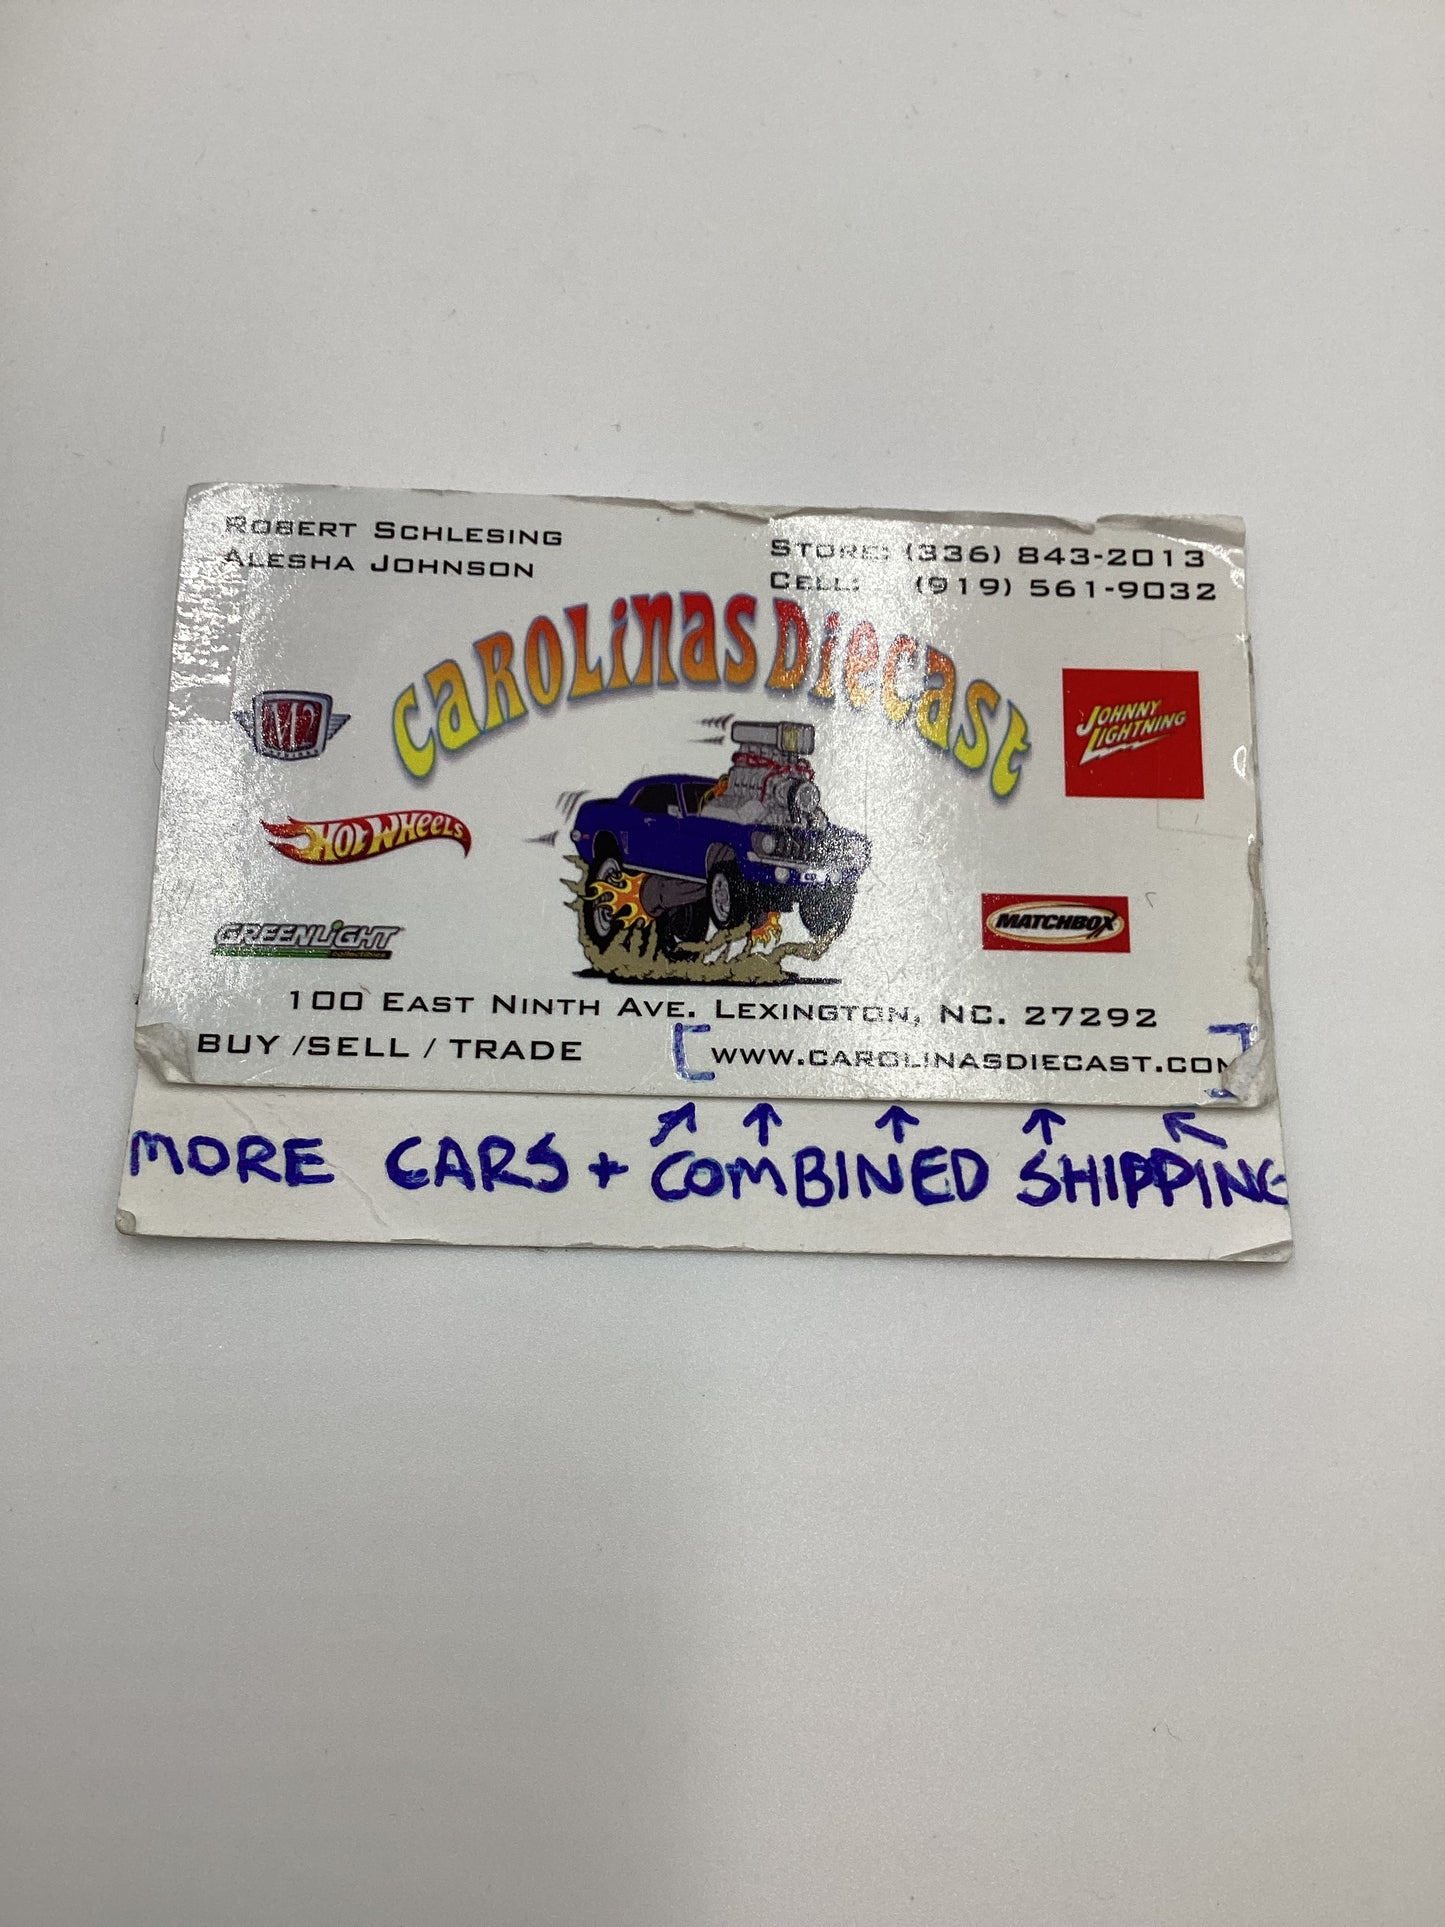 ROBERT SCHLESING
ALESHA JOHNSON
STORE: (336) 843-2013
CELL: (919) 561-9032
CAROLINAS DIECAST
M2
JOHNNY
LIGHTNING
HOT WHEELS
MATCHBOX
GREENLIGHT
100 EAST NINTH AVE. LEXINGTON, NC. 27292
BUY /SELL / TRADE
[WWW.CAROLINASDIECAST.COM]
MORE CARS + COMBINED SHIPPING